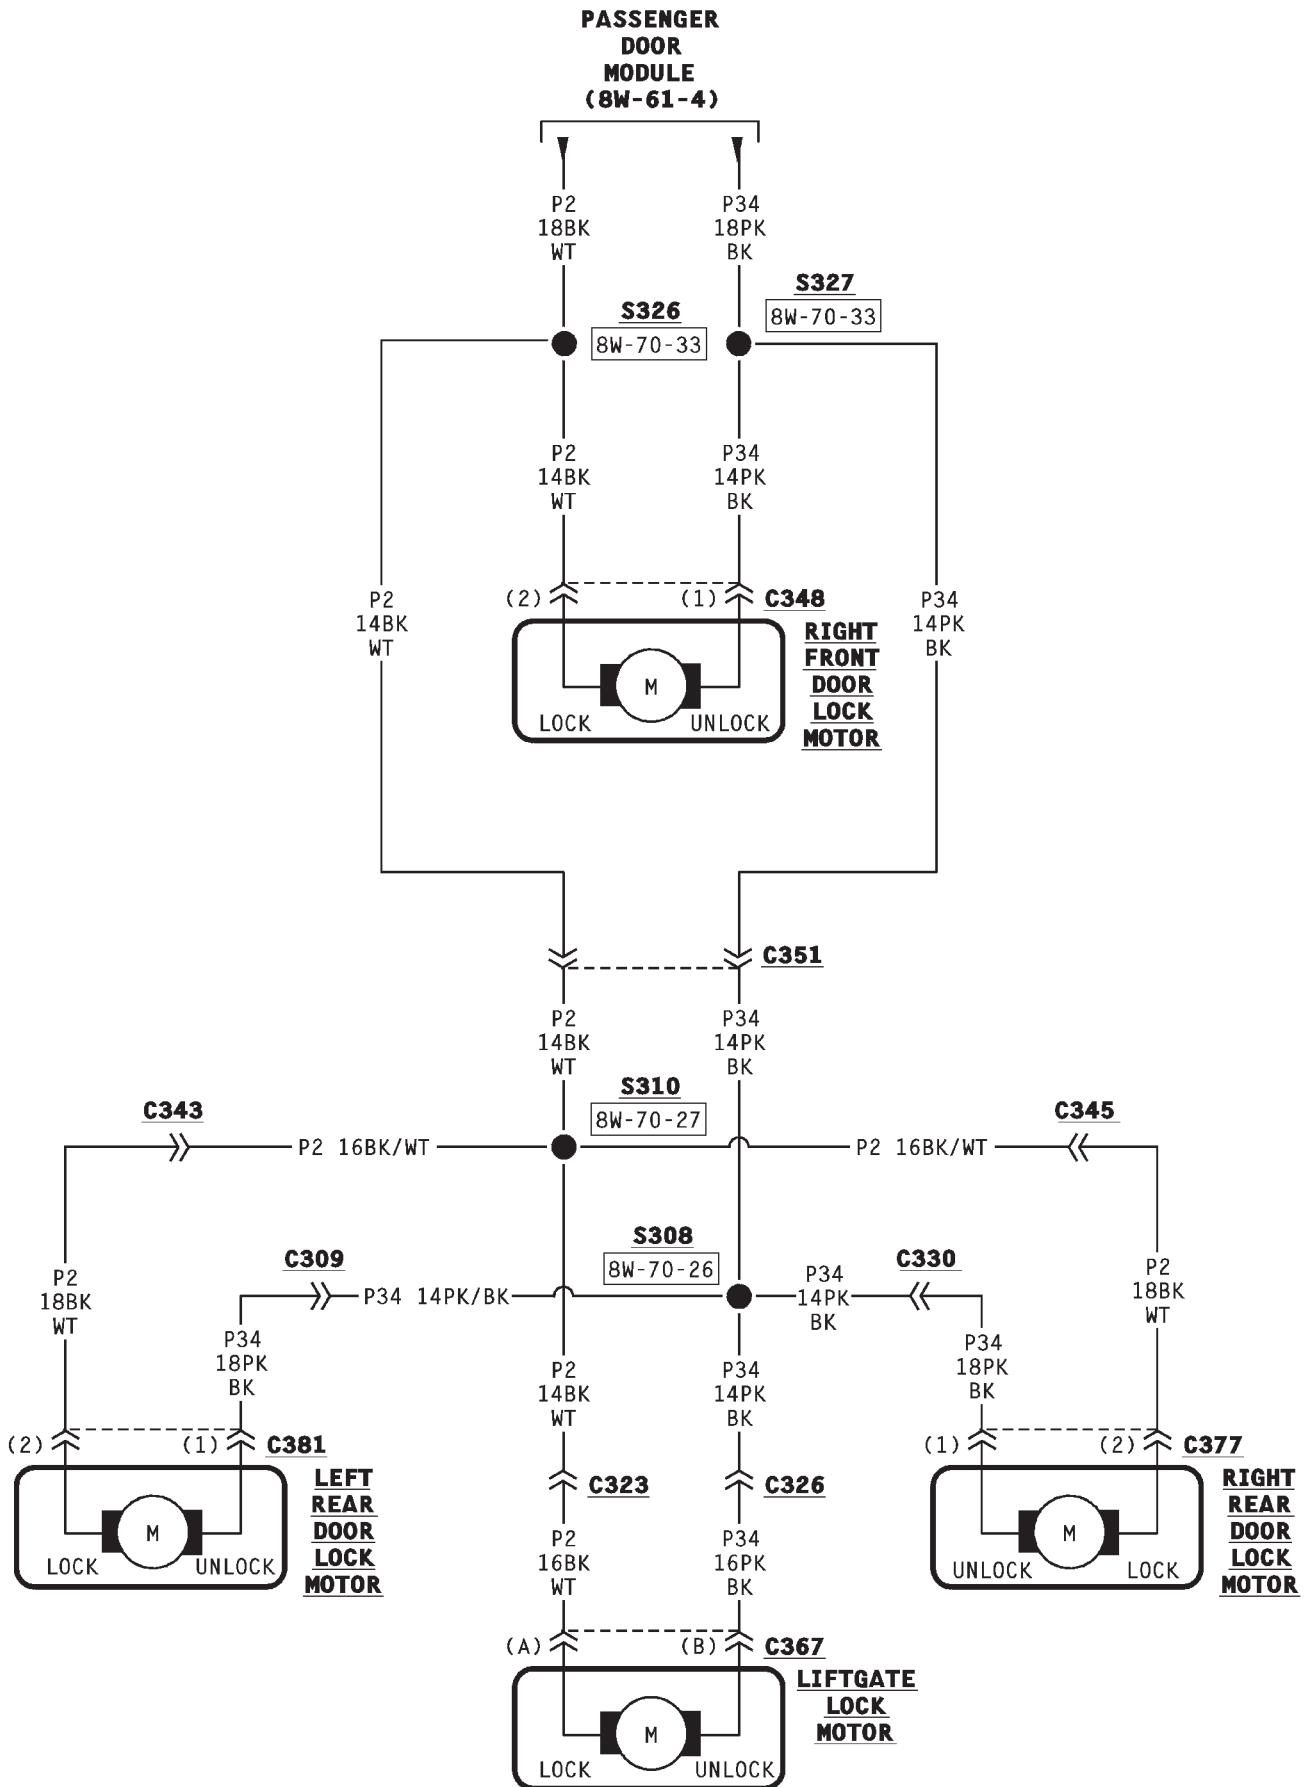 PASSENGER
DOOR
MODULE
(8W-61-4)
P2
18BK
WT
P34
18PK
BK
S326
8W-70-33
S327
8W-70-33
P2
14BK
WT
P34
14PK
BK
P2
14BK
WT
P34
14PK
BK
(2)
(1)
C348
RIGHT
FRONT
DOOR
LOCK
MOTOR
M
LOCK
UNLOCK
C351
P2
14BK
WT
P34
14PK
BK
S310
8W-70-27
C343
P2 16BK/WT
P2 16BK/WT
C345
S308
8W-70-26
C309
P34 14PK/BK
P34
14PK
BK
C330
P2
18BK
WT
P34
18PK
BK
P2
14BK
WT
P34
14PK
BK
P34
18PK
BK
P2
18BK
WT
(2)
(1)
C381
LEFT
REAR
DOOR
LOCK
MOTOR
M
LOCK
UNLOCK
C323
C326
P2
16BK
WT
P34
16PK
BK
(1)
(2)
C377
RIGHT
REAR
DOOR
LOCK
MOTOR
M
UNLOCK
LOCK
(A)
(B)
C367
LIFTGATE
LOCK
MOTOR
M
LOCK
UNLOCK